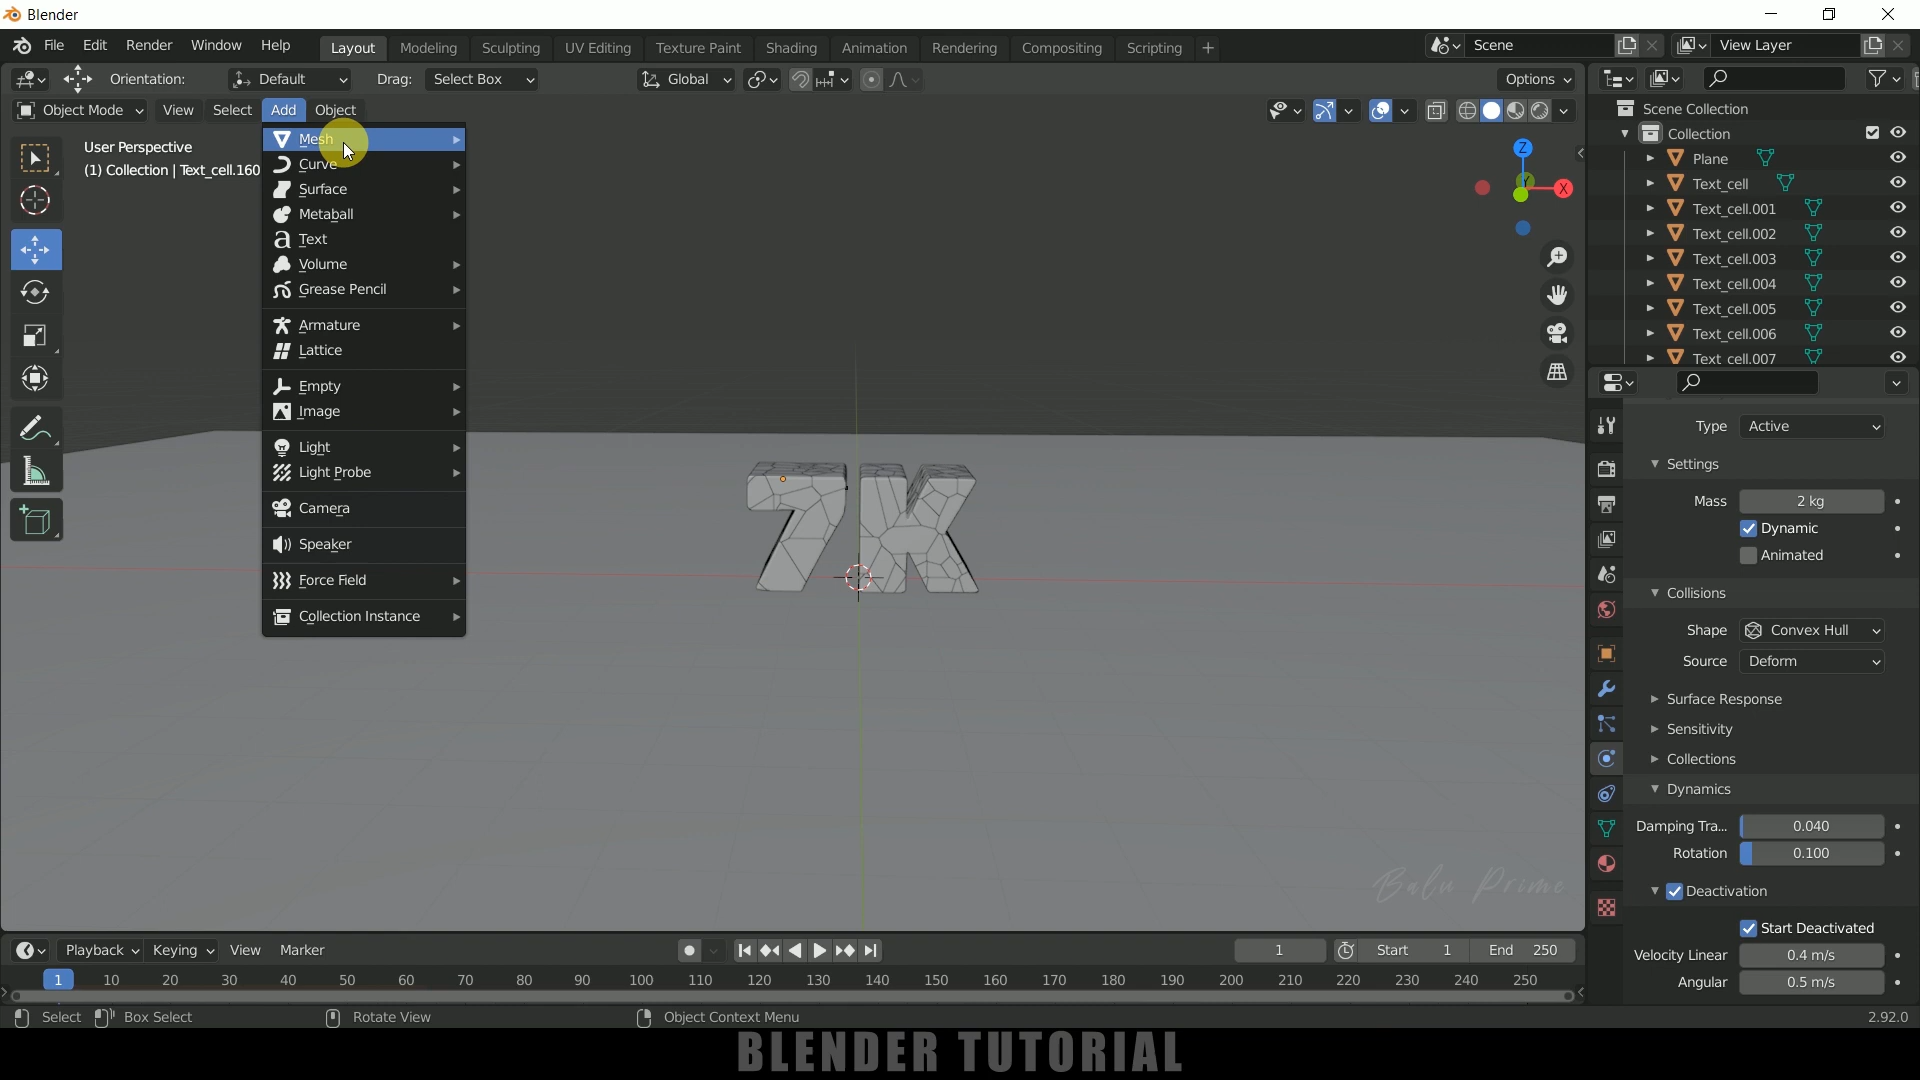 Blender
File Edit Render Window Help Layout Modeling Sculpting UV Editing Texture Paint Shading Animation Rendering Compositing Scripting + Scene View Layer
Orientation: Default Drag: Select Box Global Options
Object Mode View Select Add Object
User Perspective
(1) Collection | Text_cell.160
Mesh
Curve
Surface
Metaball
Text
Volume
Grease Pencil
Armature
Lattice
Empty
Image
Light
Light Probe
Camera
Speaker
Force Field
Collection Instance
7K
Z
Y
X
Balu Prime
Scene Collection
Collection
Plane
Text_cell
Text_cell.001
Text_cell.002
Text_cell.003
Text_cell.004
Text_cell.005
Text_cell.006
Text_cell.007
Type Active
Settings
Mass 2 kg
Dynamic
Animated
Collisions
Shape Convex Hull
Source Deform
Surface Response
Sensitivity
Collections
Dynamics
Damping Tra... 0.040
Rotation 0.100
Deactivation
Start Deactivated
Velocity Linear 0.4 m/s
Angular 0.5 m/s
Playback Keying View Marker 1 Start 1 End 250
1 10 20 30 40 50 60 70 80 90 100 110 120 130 140 150 160 170 180 190 200 210 220 230 240 250
Select Box Select Rotate View Object Context Menu 2.92.0
BLENDER TUTORIAL